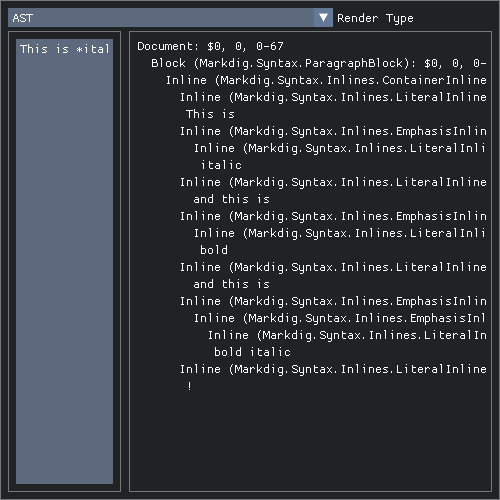 AST
Render Type
This is *ital
Document: $0, 0, 0-67
Block (Markdig.Syntax.ParagraphBlock): $0, 0, 0-
Inline (Markdig.Syntax.Inlines.ContainerInline
Inline (Markdig.Syntax.Inlines.LiteralInline
This is
Inline (Markdig.Syntax.Inlines.EmphasisInlin
Inline (Markdig.Syntax.Inlines.LiteralInli
italic
Inline (Markdig.Syntax.Inlines.LiteralInline
and this is
Inline (Markdig.Syntax.Inlines.EmphasisInlin
Inline (Markdig.Syntax.Inlines.LiteralInli
bold
Inline (Markdig.Syntax.Inlines.LiteralInline
and this is
Inline (Markdig.Syntax.Inlines.EmphasisInlin
Inline (Markdig.Syntax.Inlines.EmphasisInl
Inline (Markdig.Syntax.Inlines.LiteralIn
bold italic
Inline (Markdig.Syntax.Inlines.LiteralInline
!